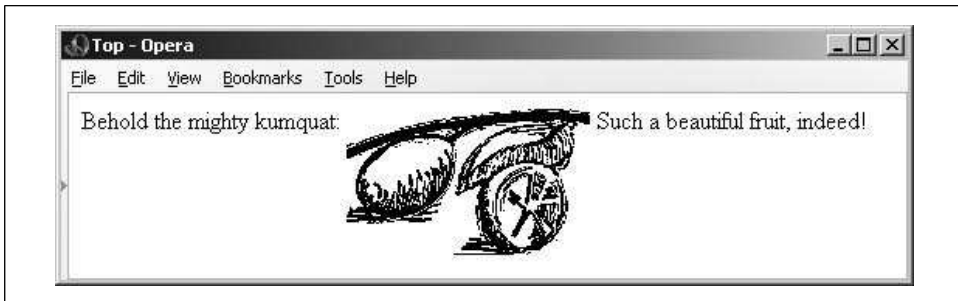 Top - Opera
File Edit View Bookmarks Tools Help
Behold the mighty kumquat: Such a beautiful fruit, indeed!